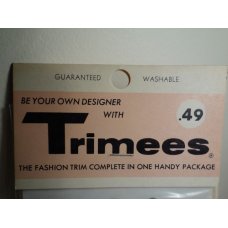 GUARANTEED WASHABLE
BE YOUR OWN DESIGNER
WITH .49
Trimees®
THE FASHION TRIM COMPLETE IN ONE HANDY PACKAGE